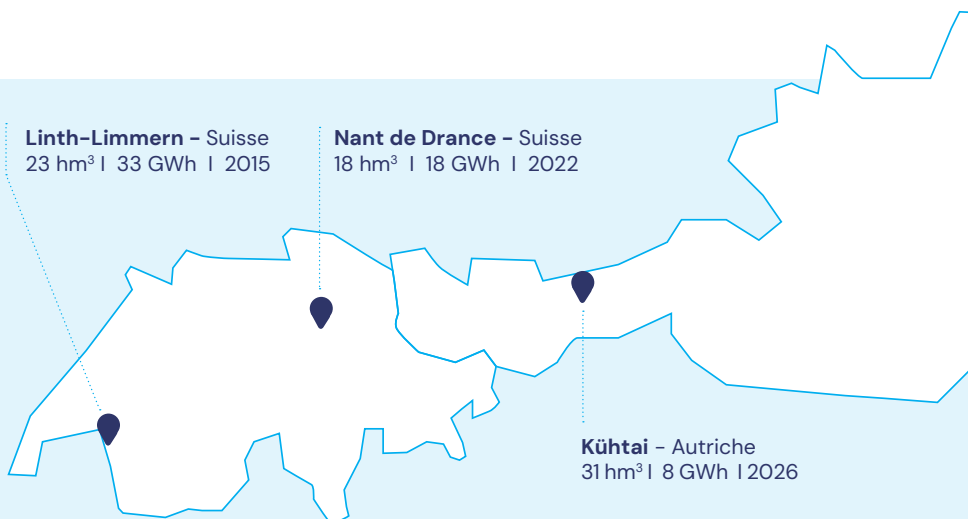 Linth-Limmern – Suisse
23 hm³ I 33 GWh I 2015
Nant de Drance – Suisse
18 hm³ I 18 GWh I 2022
Kühtai – Autriche
31 hm³ I 8 GWh I 2026